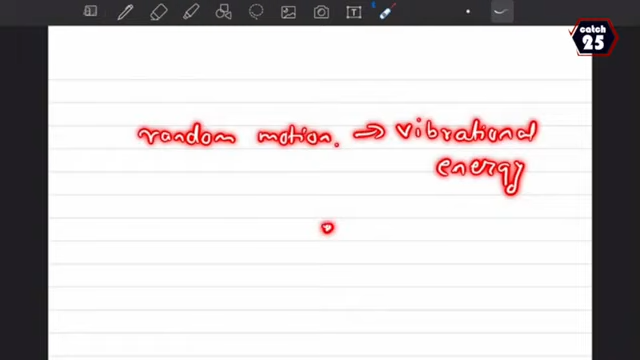 catch
25
random motion. → vibrational
energy